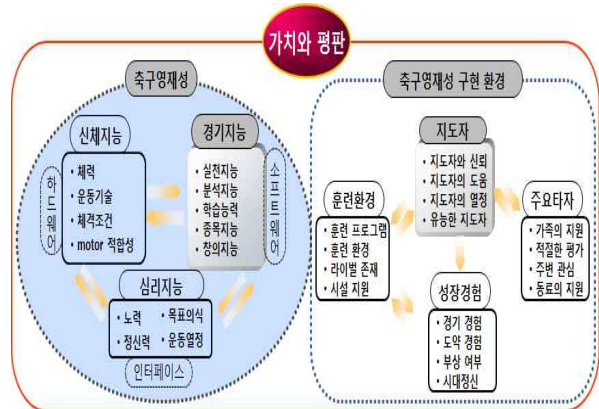 가치와 평판
축구영재성
신체지능
• 체력
• 운동기술
• 체격조건
• motor 적합성
하드웨어
경기지능
• 실천지능
• 분석지능
• 학습능력
• 종목지능
• 창의지능
소프트웨어
심리지능
• 노력 • 목표의식
• 정신력 • 운동열정
인터페이스
축구영재성 구현 환경
지도자
• 지도자와 신뢰
• 지도자의 도움
• 지도자의 열정
• 유능한 지도자
훈련환경
• 훈련 프로그램
• 훈련 환경
• 라이벌 존재
• 시설 지원
주요타자
• 가족의 지원
• 적절한 평가
• 주변 관심
• 동료의 지원
성장경험
• 경기 경험
• 도약 경험
• 부상 여부
• 시대정신